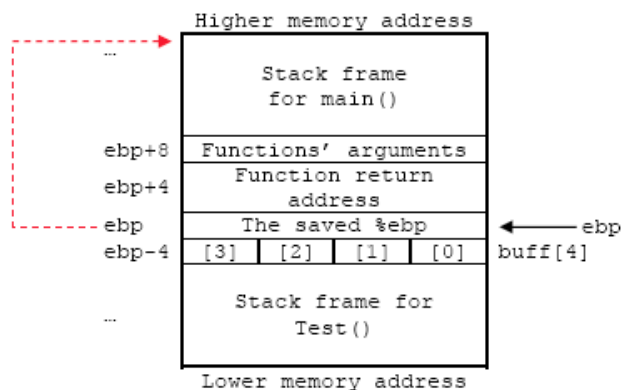 Higher memory address
…
Stack frame
for main()
ebp+8 Functions' arguments
ebp+4 Function return
address
ebp The saved %ebp ebp
ebp-4 [3] [2] [1] [0] buff[4]
Stack frame for
… Test()
Lower memory address